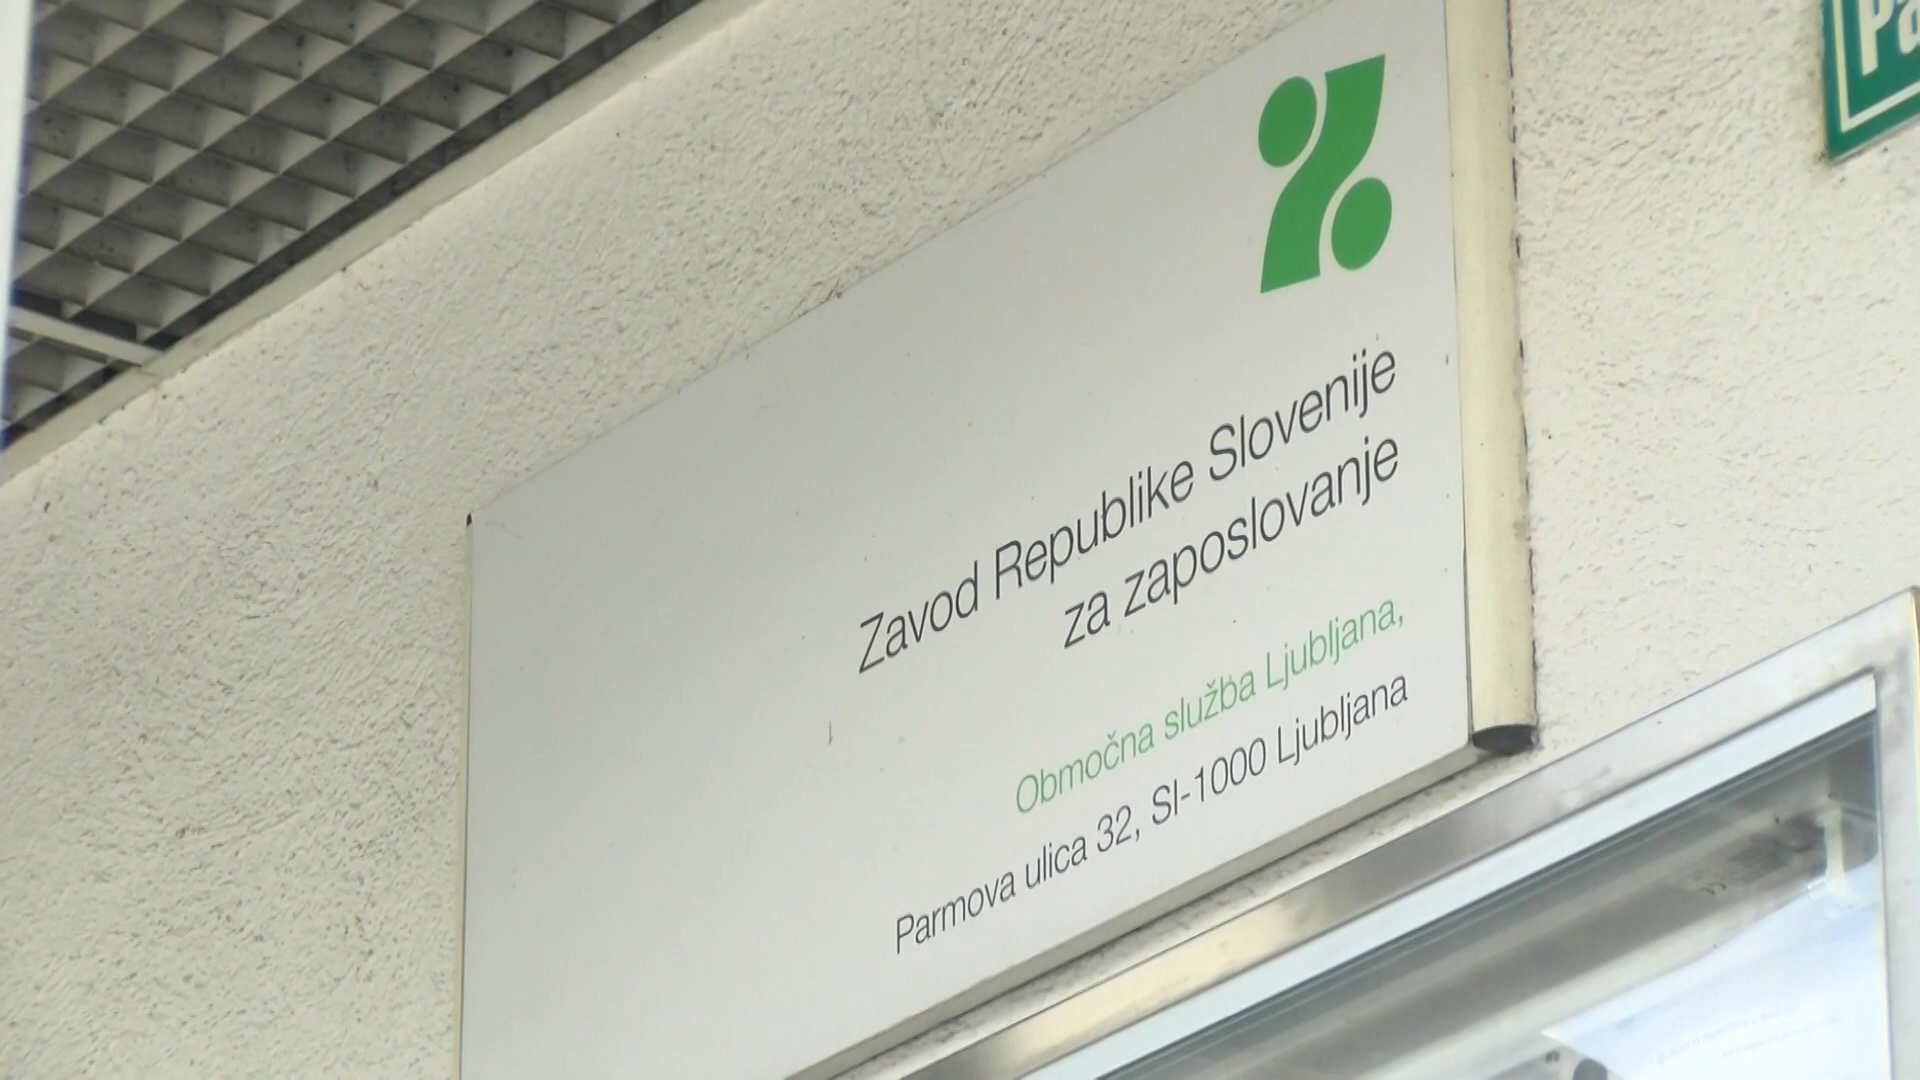 Zavod Republike Slovenije
za zaposlovanje
Območna služba Ljubljana,
Parmova ulica 32, SI-1000 Ljubljana